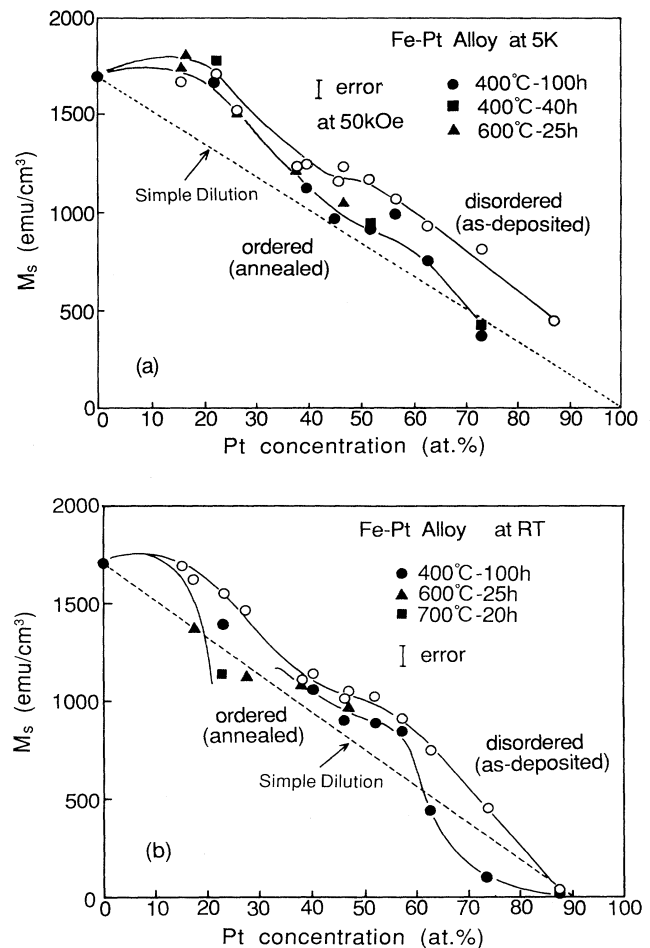 2000
1500
1000
500
0
Ms (emu/cm³)
Fe-Pt Alloy at 5K
error
at 50kOe
● 400℃-100h
■ 400℃-40h
▲ 600℃-25h
Simple Dilution
disordered
(as-deposited)
ordered
(annealed)
(a)
0 10 20 30 40 50 60 70 80 90 100
Pt concentration (at.%)
2000
1500
1000
500
0
Ms (emu/cm³)
Fe-Pt Alloy at RT
● 400℃-100h
▲ 600℃-25h
■ 700℃-20h
error
ordered
(annealed)
disordered
(as-deposited)
Simple Dilution
(b)
0 10 20 30 40 50 60 70 80 90 100
Pt concentration (at.%)